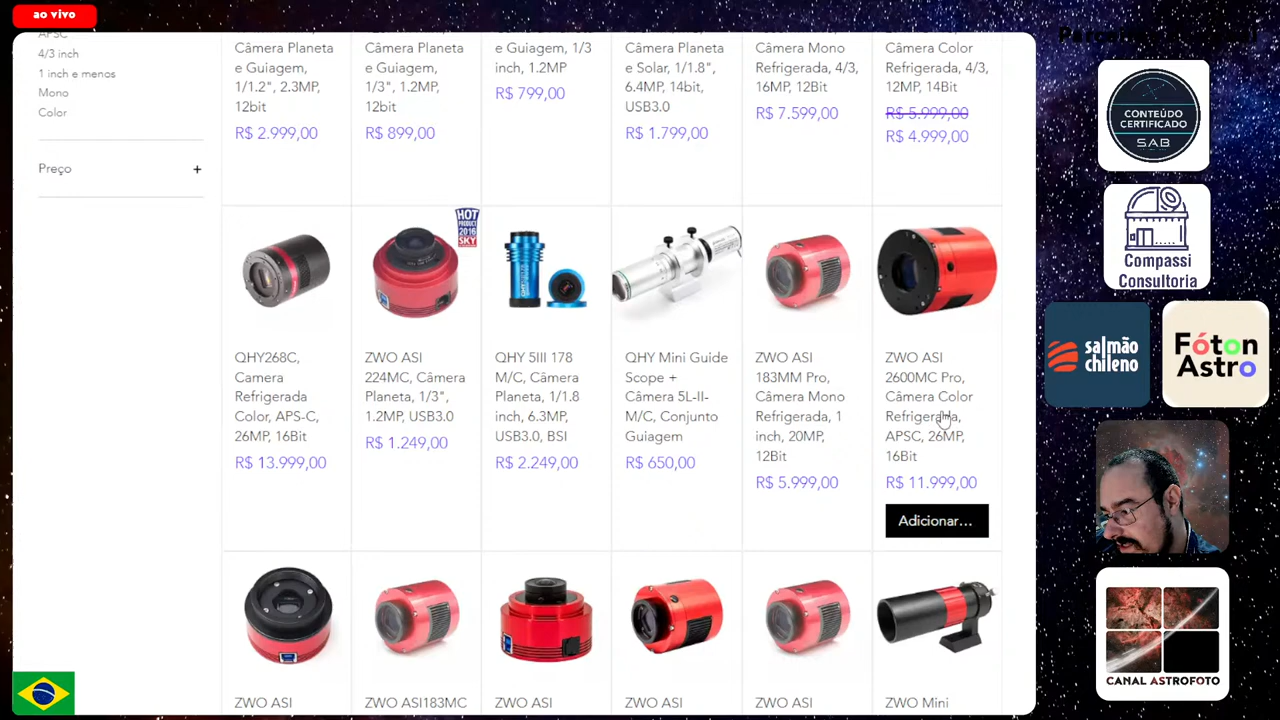 ao vivo
APSC
4/3 inch
1 inch e menos
Mono
Color
Preço
+
Câmera Planeta
e Guiagem,
1/1.2", 2.3MP,
12bit
R$ 2.999,00
Câmera Planeta
e Guiagem,
1/3", 1.2MP,
12bit
R$ 899,00
e Guiagem, 1/3
inch, 1.2MP
R$ 799,00
Câmera Planeta
e Solar, 1/1.8",
6.4MP, 14bit,
USB3.0
R$ 1.799,00
Câmera Mono
Refrigerada, 4/3,
16MP, 12Bit
R$ 7.599,00
Câmera Color
Refrigerada, 4/3,
12MP, 14Bit
R$ 5.999,00
R$ 4.999,00
QHY268C,
Camera
Refrigerada
Color, APS-C,
26MP, 16Bit
R$ 13.999,00
HOT
PRODUCT
2016
SKY
ZWO ASI
224MC, Câmera
Planeta, 1/3",
1.2MP, USB3.0
R$ 1.249,00
QHY 5III 178
M/C, Câmera
Planeta, 1/1.8
inch, 6.3MP,
USB3.0, BSI
R$ 2.249,00
QHY Mini Guide
Scope +
Câmera 5L-II-
M/C, Conjunto
Guiagem
R$ 650,00
ZWO ASI
183MM Pro,
Câmera Mono
Refrigerada, 1
inch, 20MP,
12Bit
R$ 5.999,00
ZWO ASI
2600MC Pro,
Câmera Color
Refrigerada,
APSC, 26MP,
16Bit
R$ 11.999,00
Adicionar...
ZWO ASI
ZWO ASI183MC
ZWO ASI
ZWO ASI
ZWO ASI
ZWO Mini
CONTEÚDO
CERTIFICADO
SAB
Compassi
Consultoria
salmão
chileno
Fóton
Astro
CANAL ASTROFOTO